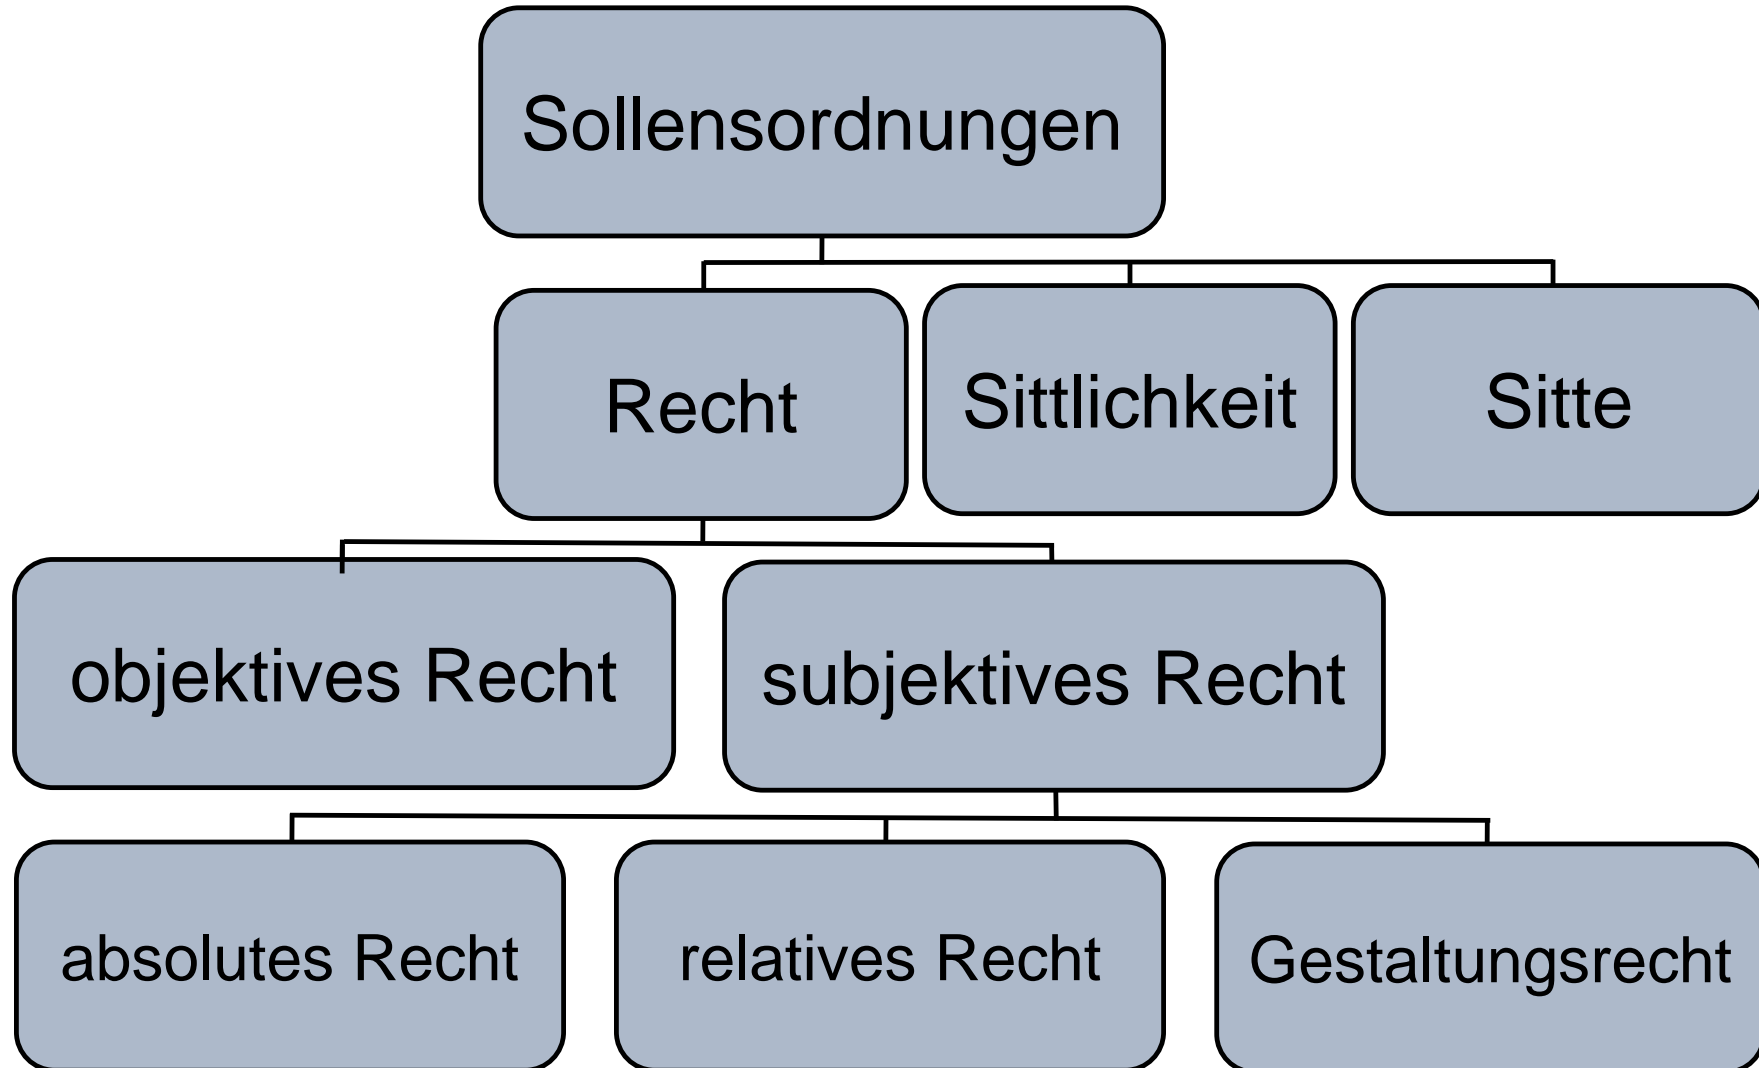 Sollensordnungen
Recht
Sittlichkeit
Sitte
objektives Recht
subjektives Recht
absolutes Recht
relatives Recht
Gestaltungsrecht